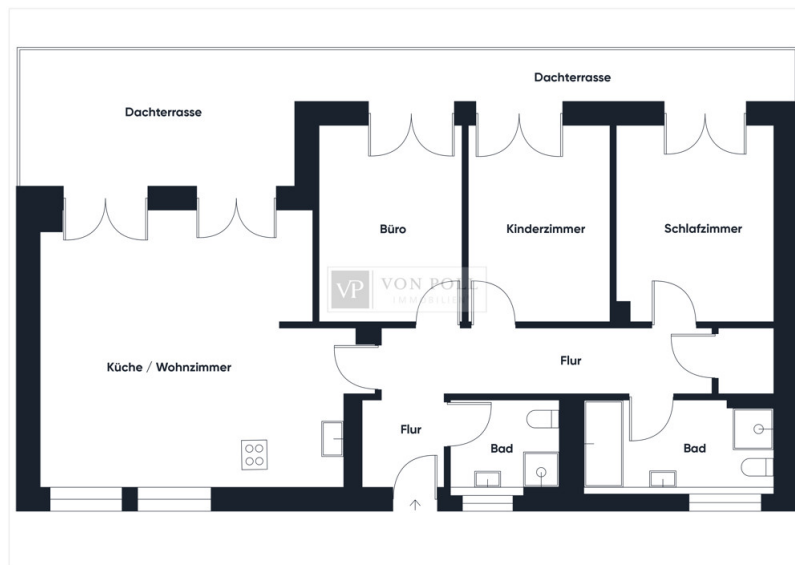 Dachterrasse
Dachterrasse
Büro
Kinderzimmer
Schlafzimmer
VP
VON POLL
IMMOBILIEN
Küche / Wohnzimmer
Flur
Flur
Bad
Bad